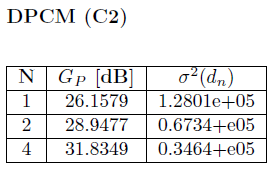 DPCM (C2)
N G_P [dB] σ²(d_n)
1 26.1579 1.2801e+05
2 28.9477 0.6734+e05
4 31.8349 0.3464+e05